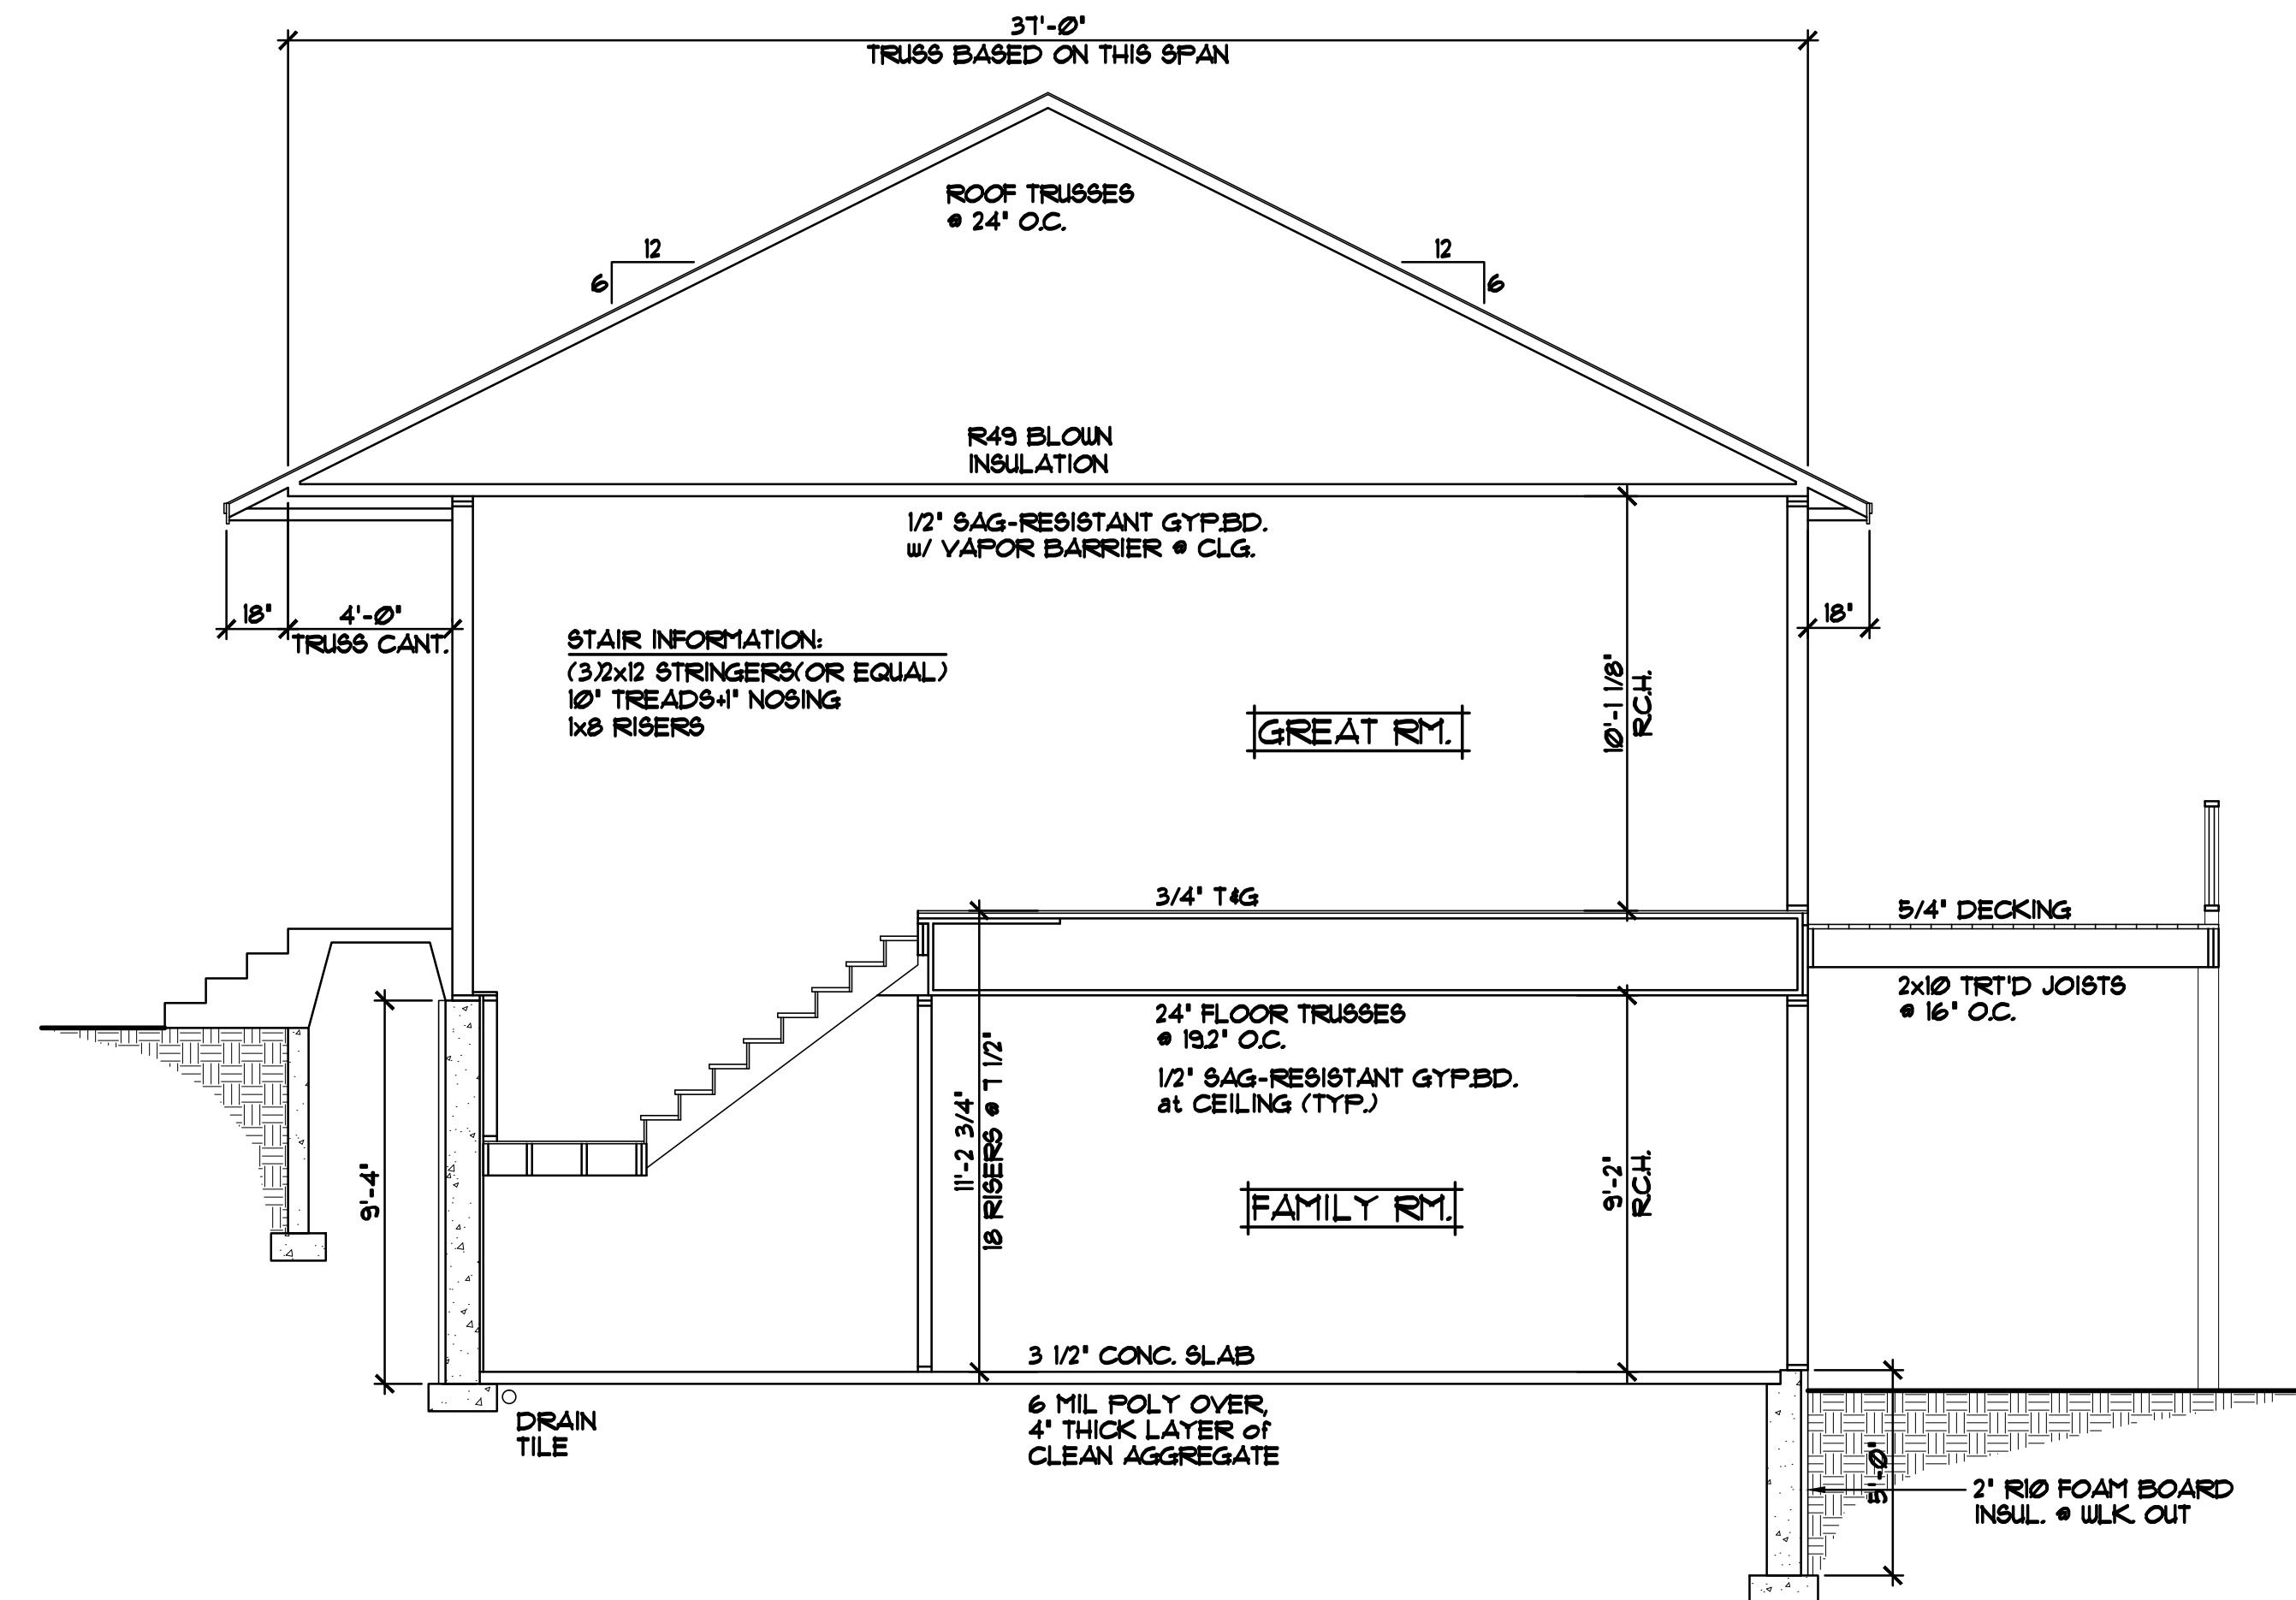 37'-0"
TRUSS BASED ON THIS SPAN
ROOF TRUSSES
@ 24" O.C.
12
6
12
6
R49 BLOWN
INSULATION
1/2" SAG-RESISTANT GYP.BD.
w/ VAPOR BARRIER @ CLG.
18"
4'-0"
TRUSS CANT.
18"
STAIR INFORMATION:
(3)2x12 STRINGERS(OR EQUAL)
10" TREADS+1" NOSING
1x8 RISERS
10'-1 1/8"
R.C.H.
GREAT RM.
3/4" T&G
5/4" DECKING
2x10 TRT'D JOISTS
@ 16" O.C.
24" FLOOR TRUSSES
@ 19.2" O.C.
1/2" SAG-RESISTANT GYP.BD.
at CEILING (TYP.)
11'-2 3/4"
18 RISERS @ 7 1/2"
9'-4"
9'-2"
R.C.H.
FAMILY RM.
3 1/2" CONC. SLAB
6 MIL POLY OVER,
4" THICK LAYER of
CLEAN AGGREGATE
DRAIN
TILE
5'-0"
2" R10 FOAM BOARD
INSUL. @ WLK. OUT